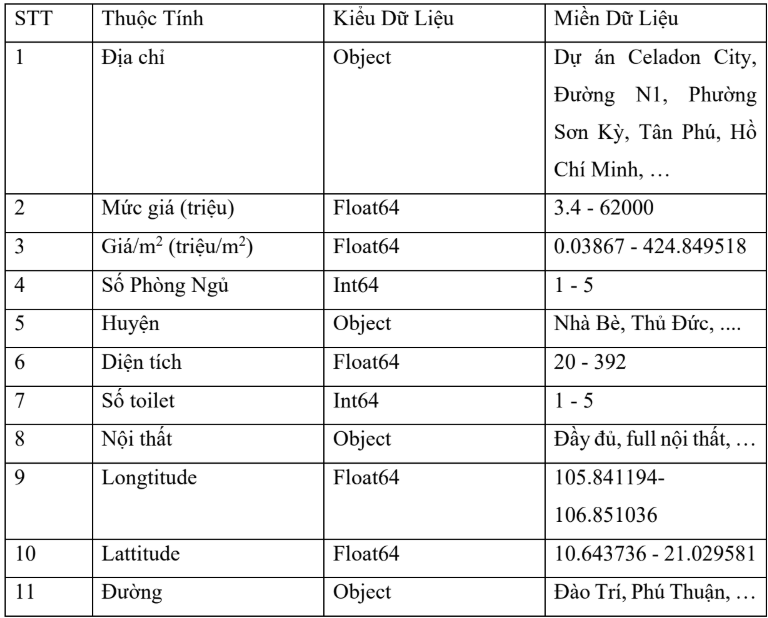 STT Thuộc Tính Kiểu Dữ Liệu Miền Dữ Liệu
1 Địa chỉ Object Dự án Celadon City,
Đường N1, Phường
Sơn Kỳ, Tân Phú, Hồ
Chí Minh, …
2 Mức giá (triệu) Float64 3.4 - 62000
3 Giá/m² (triệu/m²) Float64 0.03867 - 424.849518
4 Số Phòng Ngủ Int64 1 - 5
5 Huyện Object Nhà Bè, Thủ Đức, ....
6 Diện tích Float64 20 - 392
7 Số toilet Int64 1 - 5
8 Nội thất Object Đầy đủ, full nội thất, …
9 Longtitude Float64 105.841194-
106.851036
10 Lattitude Float64 10.643736 - 21.029581
11 Đường Object Đào Trí, Phú Thuận, …